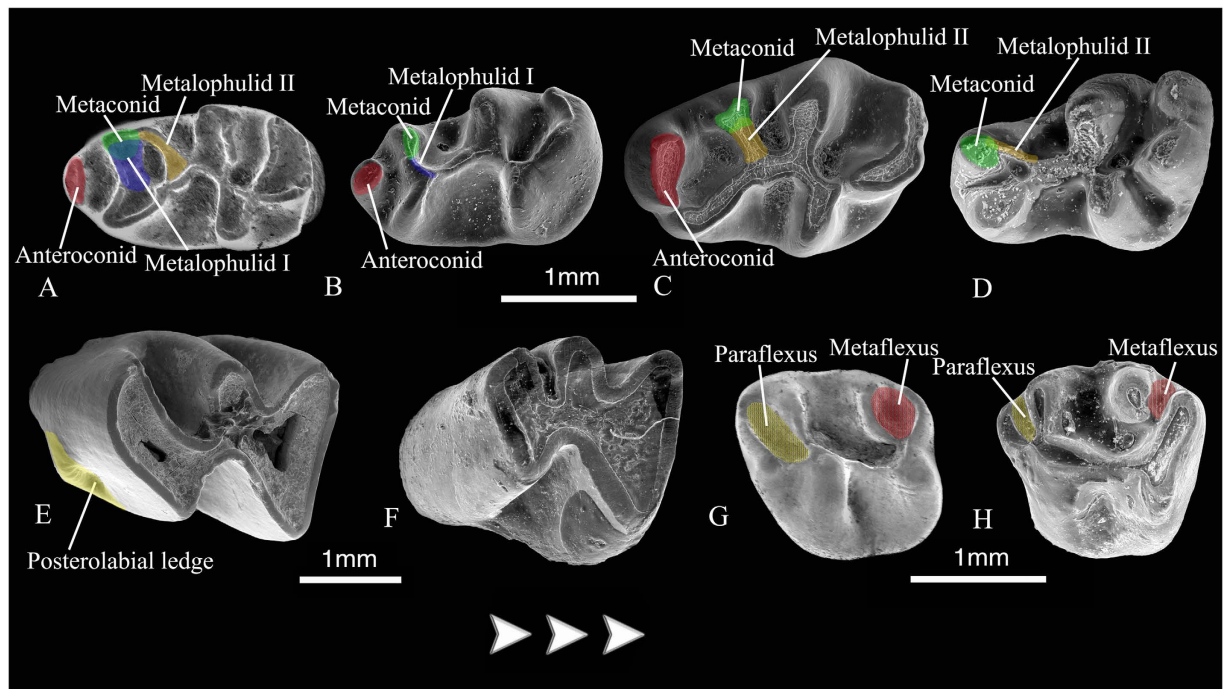 Metalophulid II
Metaconid
Anteroconid
Metalophulid I
A
Metalophulid I
Metaconid
Anteroconid
B
1mm
Metaconid
Metalophulid II
Anteroconid
C
Metalophulid II
Metaconid
D
E
Posterolabial ledge
1mm
F
Paraflexus
Metaflexus
G
1mm
Metaflexus
Paraflexus
H